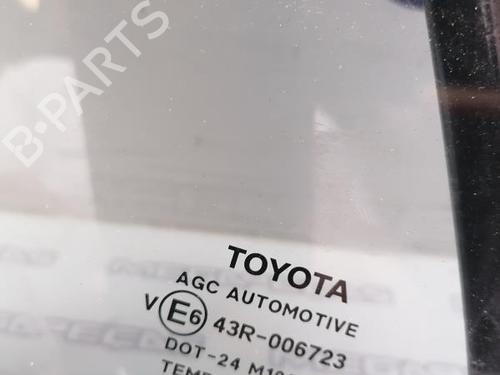 B-PARTS
TOYOTA
AGC AUTOMOTIVE
V E6 43R-006723
DOT-24